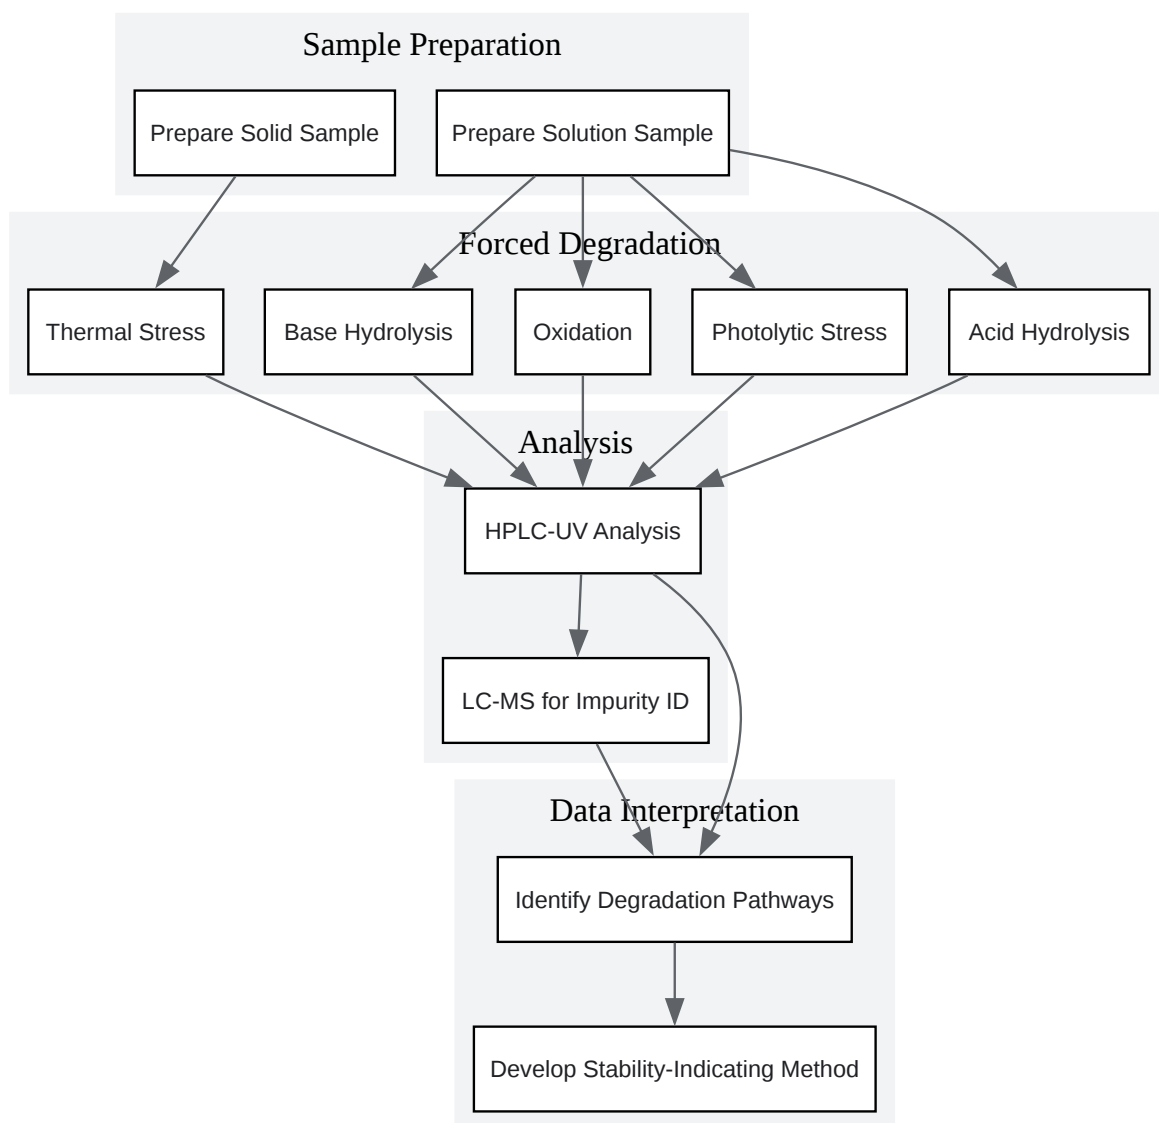 Sample Preparation
Prepare Solid Sample
Prepare Solution Sample
Forced Degradation
Thermal Stress
Base Hydrolysis
Oxidation
Photolytic Stress
Acid Hydrolysis
Analysis
HPLC-UV Analysis
LC-MS for Impurity ID
Data Interpretation
Identify Degradation Pathways
Develop Stability-Indicating Method